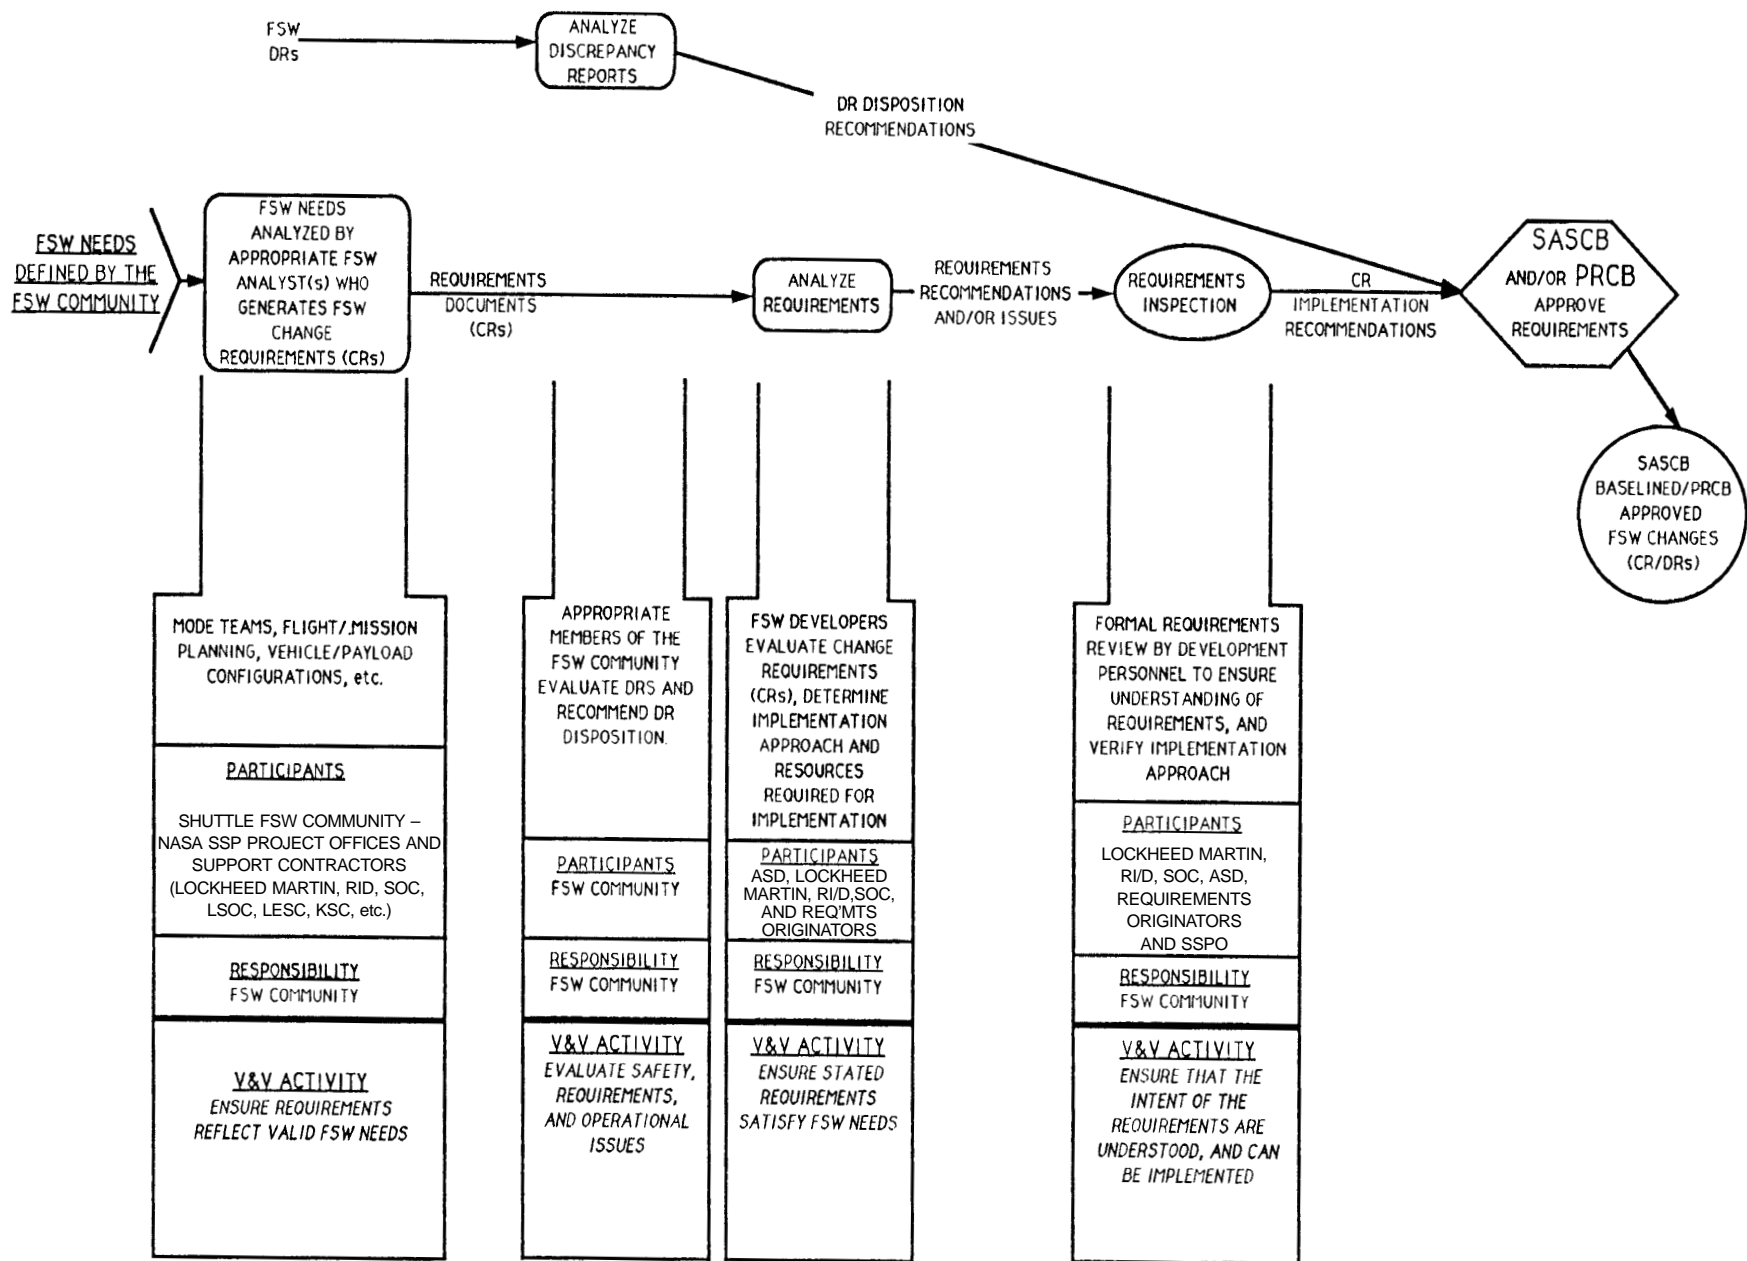 FSW
DRs
ANALYZE
DISCREPANCY
REPORTS
DR DISPOSITION
RECOMMENDATIONS
FSW NEEDS
DEFINED BY THE
FSW COMMUNITY
FSW NEEDS
ANALYZED BY
APPROPRIATE FSW
ANALYST(s) WHO
GENERATES FSW
CHANGE
REQUIREMENTS (CRs)
REQUIREMENTS
DOCUMENTS
(CRs)
ANALYZE
REQUIREMENTS
REQUIREMENTS
RECOMMENDATIONS
AND/OR ISSUES
REQUIREMENTS
INSPECTION
CR
IMPLEMENTATION
RECOMMENDATIONS
SASCB
AND/OR PRCB
APPROVE
REQUIREMENTS
SASCB
BASELINED/PRCB
APPROVED
FSW CHANGES
(CR/DRs)
MODE TEAMS, FLIGHT/.MISSION
PLANNING, VEHICLE/PAYLOAD
CONFIGURATIONS, etc.
PARTICIPANTS
SHUTTLE FSW COMMUNITY –
NASA SSP PROJECT OFFICES AND
SUPPORT CONTRACTORS
(LOCKHEED MARTIN, RID, SOC,
LSOC, LESC, KSC, etc.)
RESPONSIBILITY
FSW COMMUNITY
V&V ACTIVITY
ENSURE REQUIREMENTS
REFLECT VALID FSW NEEDS
APPROPRIATE
MEMBERS OF THE
FSW COMMUNITY
EVALUATE DRS AND
RECOMMEND DR
DISPOSITION.
PARTICIPANTS
FSW COMMUNITY
RESPONSIBILITY
FSW COMMUNITY
V&V ACTIVITY
EVALUATE SAFETY,
REQUIREMENTS,
AND OPERATIONAL
ISSUES
FSW DEVELOPERS
EVALUATE CHANGE
REQUIREMENTS
(CRs), DETERMINE
IMPLEMENTATION
APPROACH AND
RESOURCES
REQUIRED FOR
IMPLEMENTATION
PARTICIPANTS
ASD, LOCKHEED
MARTIN, RI/D,SOC,
AND REQ'MTS
ORIGINATORS
RESPONSIBILITY
FSW COMMUNITY
V&V ACTIVITY
ENSURE STATED
REQUIREMENTS
SATISFY FSW NEEDS
FORMAL REQUIREMENTS
REVIEW BY DEVELOPMENT
PERSONNEL TO ENSURE
UNDERSTANDING OF
REQUIREMENTS, AND
VERIFY IMPLEMENTATION
APPROACH
PARTICIPANTS
LOCKHEED MARTIN,
RI/D, SOC, ASD,
REQUIREMENTS
ORIGINATORS
AND SSPO
RESPONSIBILITY
FSW COMMUNITY
V&V ACTIVITY
ENSURE THAT THE
INTENT OF THE
REQUIREMENTS ARE
UNDERSTOOD, AND CAN
BE IMPLEMENTED